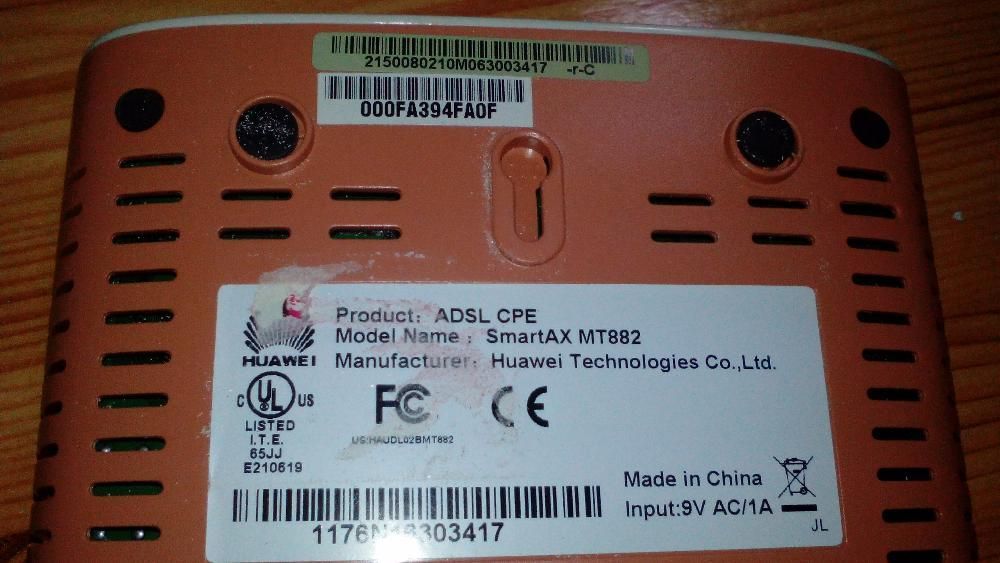 2150080210M063003417 -r-C
000FA394FA0F
Product: ADSL CPE
Model Name : SmartAX MT882
Manufacturer: Huawei Technologies Co.,Ltd.
HUAWEI
C UL US
LISTED
I.T.E.
65JJ
E210619
FC
CE
US:HAUDL02BMT882
Made in China
Input:9V AC/1A
JL